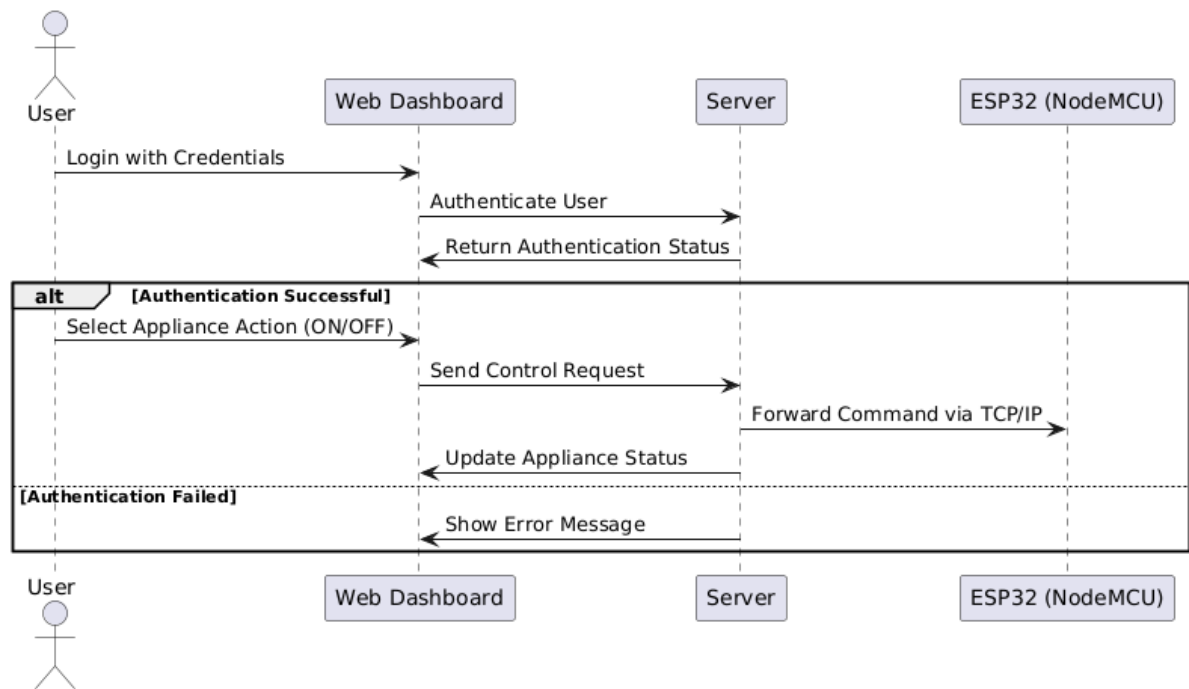 User
Web Dashboard
Server
ESP32 (NodeMCU)
Login with Credentials
Authenticate User
Return Authentication Status
alt
[Authentication Successful]
Select Appliance Action (ON/OFF)
Send Control Request
Forward Command via TCP/IP
Update Appliance Status
[Authentication Failed]
Show Error Message
User
Web Dashboard
Server
ESP32 (NodeMCU)